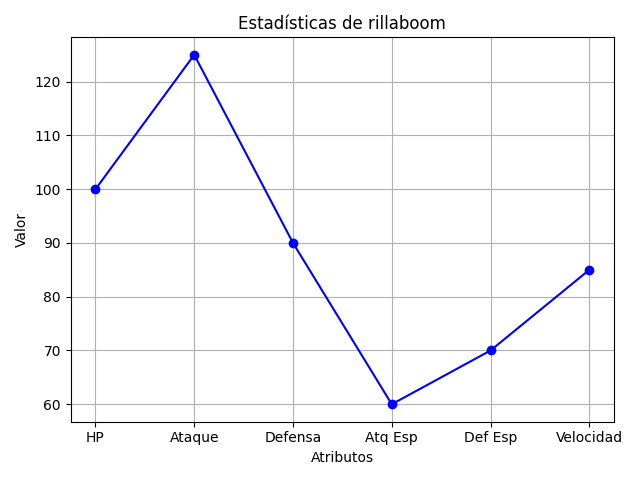 Estadísticas de rillaboom
Valor
120
110
100
90
80
70
60
HP Ataque Defensa Atq Esp Def Esp Velocidad
Atributos